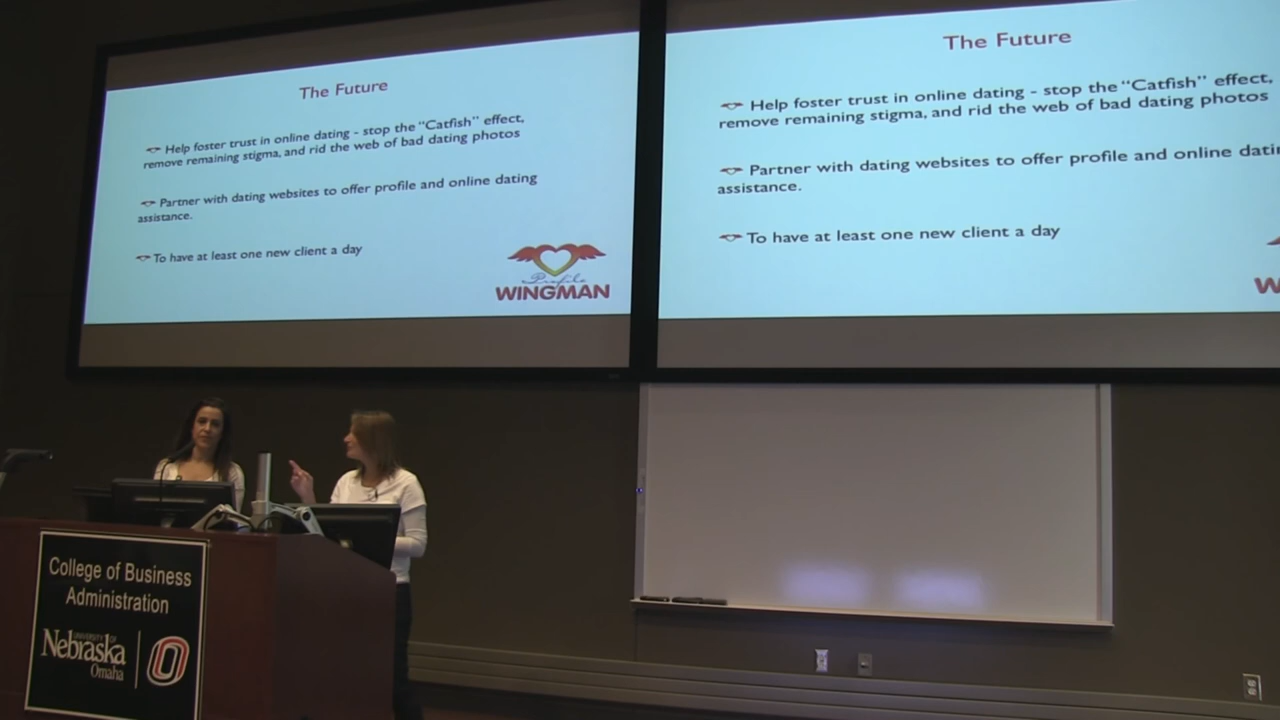 The Future
Help foster trust in online dating - stop the "Catfish" effect,
remove remaining stigma, and rid the web of bad dating photos
Partner with dating websites to offer profile and online dating
assistance.
To have at least one new client a day
Profile
WINGMAN
The Future
Help foster trust in online dating - stop the "Catfish" effect,
remove remaining stigma, and rid the web of bad dating photos
Partner with dating websites to offer profile and online datin
assistance.
To have at least one new client a day
W
College of Business
Administration
UNIVERSITY OF
Nebraska
Omaha
O